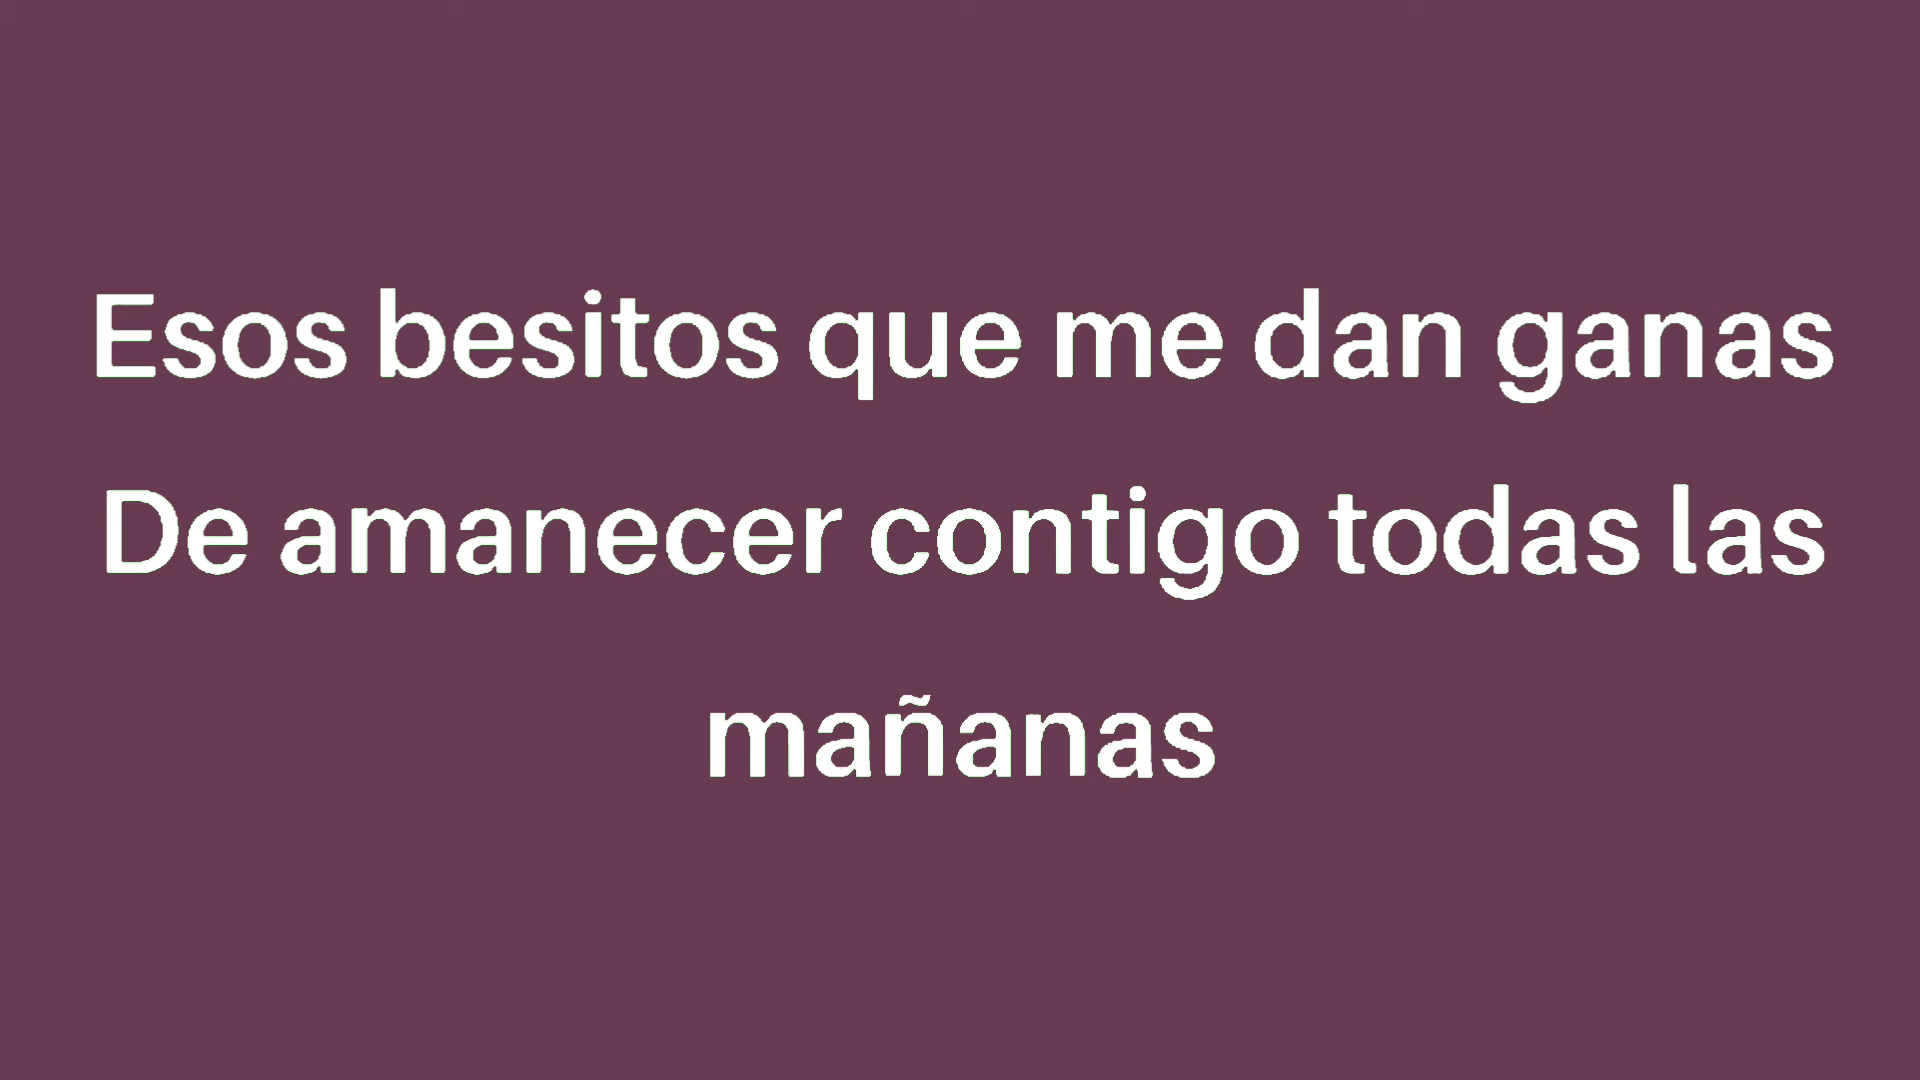 Esos besitos que me dan ganas
De amanecer contigo todas las
mañanas